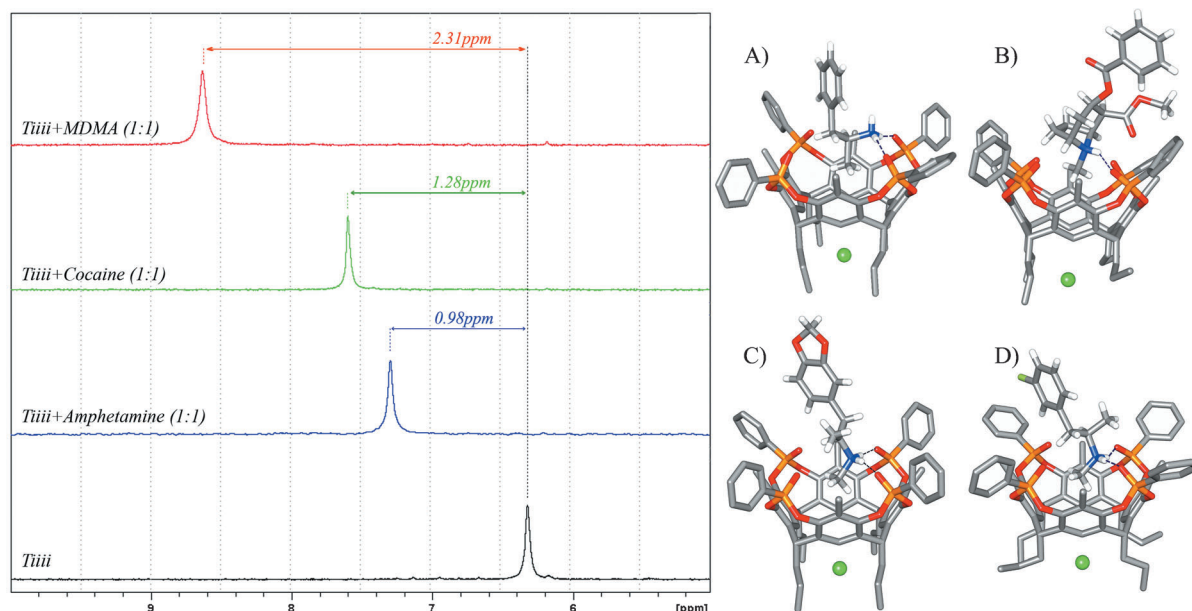 2.31ppm
Tiiii+MDMA (1:1)
1.28ppm
Tiiii+Cocaine (1:1)
0.98ppm
Tiiii+Amphetamine (1:1)
Tiiii
9
8
7
6
[ppm]
A)
B)
C)
D)